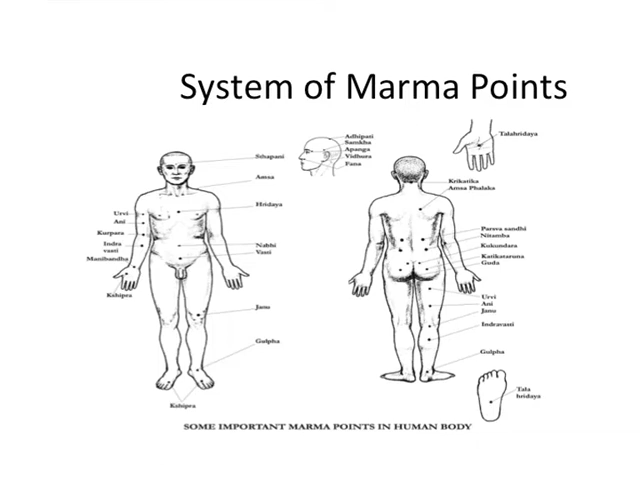 System of Marma Points
Sthapani
Amsa
Hridaya
Urvi
Ani
Kurpara
Indra
vasti
Manibandha
Nabhi
Vasti
Kshipra
Janu
Gulpha
Kshipra
Adhipati
Samkha
Apanga
Vidhura
Fana
Talahridaya
Krikatika
Amsa Phalaka
Parsva sandhi
Nitamba
Kukundara
Katikataruna
Guda
Urvi
Ani
Janu
Indravasti
Gulpha
Tala
hridaya
SOME IMPORTANT MARMA POINTS IN HUMAN BODY